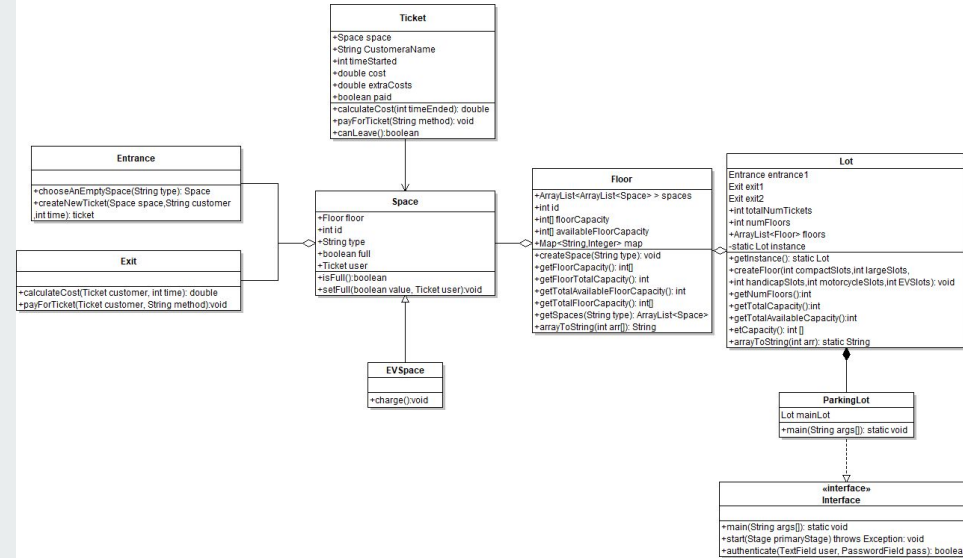 Ticket
+Space space
+String CustomeraName
+int timeStarted
+double cost
+double extraCosts
+boolean paid
+calculateCost(int timeEnded): double
+payForTicket(String method): void
+canLeave():boolean
Entrance
+chooseAnEmptySpace(String type): Space
+createNewTicket(Space space,String customer
,int time): ticket
Exit
+calculateCost(Ticket customer, int time): double
+payForTicket(Ticket customer, String method):void
Space
+Floor floor
+int id
+String type
+boolean full
+Ticket user
+isFull():boolean
+setFull(boolean value, Ticket user):void
EVSpace
+charge():void
Floor
+ArrayList<ArrayList<Space> > spaces
+int id
+int[] floorCapacity
+int[] availableFloorCapacity
+Map<String,Integer> map
+createSpace(String type): void
+getFloorCapacity(): int[]
+getFloorTotalCapacity(): int
+getTotalAvailableFloorCapacity(): int
+getTotalFloorCapacity(): int[]
+getSpaces(String type): ArrayList<Space>
+arrayToString(int arr[]): String
Lot
Entrance entrance1
Exit exit1
Exit exit2
+int totalNumTickets
+int numFloors
+ArrayList<Floor> floors
-static Lot instance
+getInstance(): static Lot
+createFloor(int compactSlots,int largeSlots,
+int handicapSlots,int motorcycleSlots,int EVSlots): void
+getNumFloors():int
+getTotalCapacity():int
+getTotalAvailableCapacity():int
+etCapacity(): int []
+arrayToString(int arr): static String
ParkingLot
Lot mainLot
+main(String args[]): static void
«interface»
Interface
+main(String args[]): static void
+start(Stage primaryStage) throws Exception: void
+authenticate(TextField user, PasswordField pass): boolea